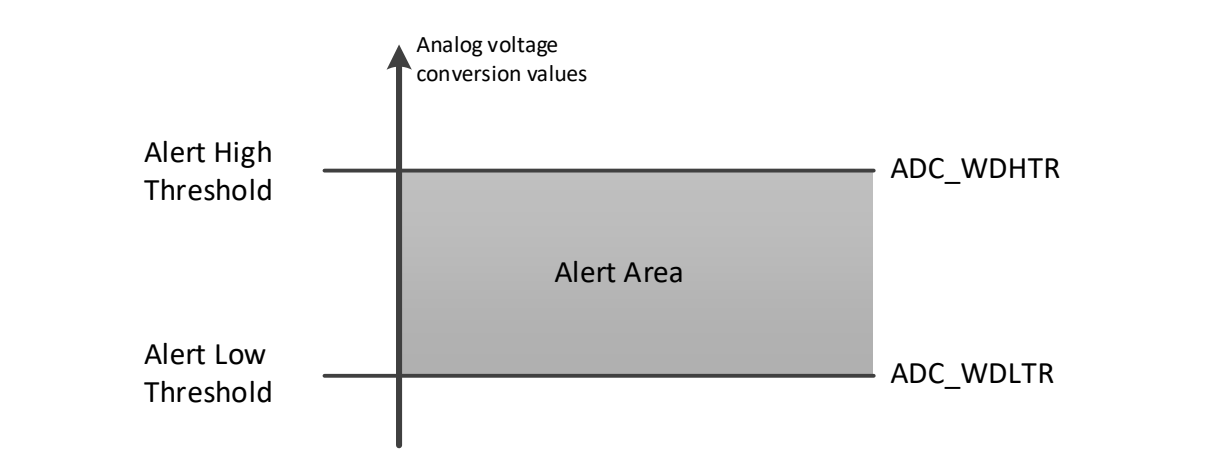 Analog voltage
conversion values
Alert High
Threshold
ADC_WDHTR
Alert Area
Alert Low
Threshold
ADC_WDLTR